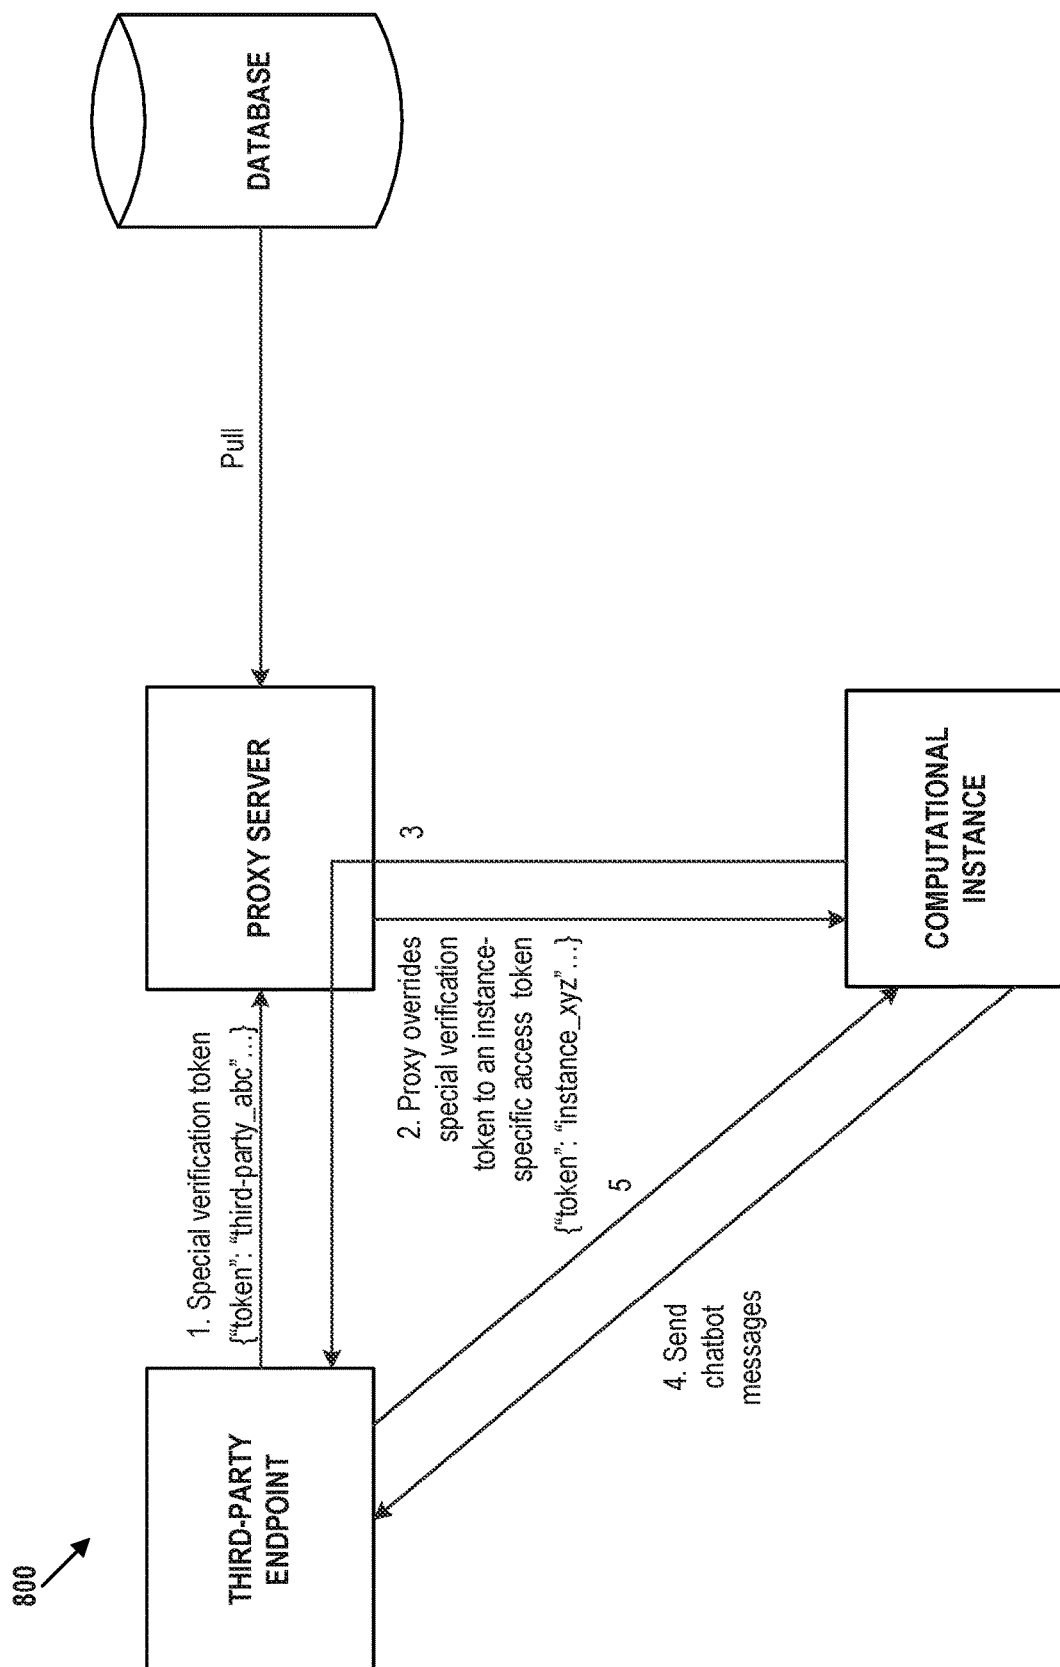 800
THIRD-PARTY
ENDPOINT
1. Special verification token
{“token”: “third-party_abc”...}
PROXY SERVER
Pull
DATABASE
2. Proxy overrides
special verification
token to an instance-
specific access token
{“token”: “instance_xyz”...}
3
4. Send
chatbot
messages
5
COMPUTATIONAL
INSTANCE